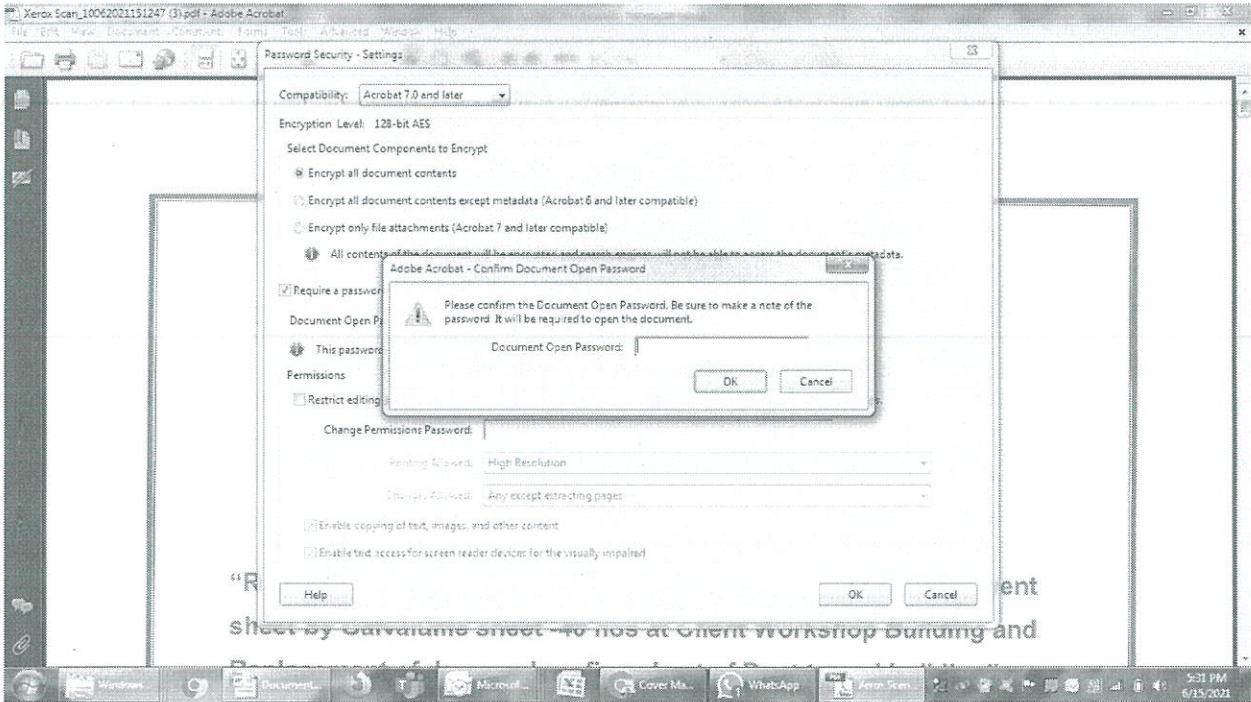 Xerox Scan_10062021151247 (3).pdf - Adobe Acrobat
File Edit View Document Comment Forms Tools Advanced Window Help
Password Security - Settings
Compatibility: Acrobat 7.0 and later
Encryption Level: 128-bit AES
Select Document Components to Encrypt
Encrypt all document contents
Encrypt all document contents except metadata (Acrobat 6 and later compatible)
Encrypt only file attachments (Acrobat 7 and later compatible)
All contents of the document will be encrypted and search engines will not be able to access the document's metadata.
Adobe Acrobat - Confirm Document Open Password
Require a passwor
Please confirm the Document Open Password. Be sure to make a note of the
password. It will be required to open the document.
Document Open P
Document Open Password:
This password
OK Cancel
Permissions
Restrict editing
Change Permissions Password:
Printing Allowed: High Resolution
Changes Allowed: Any except extracting pages
Enable copying of text, images, and other content
Enable text access for screen reader devices for the visually impaired
Help OK Cancel
“R ent
sheet by Galvalume sheet -40 nos at Client Workshop Building and
Windows... Document... Microsof... Cover Ma... WhatsApp Xerox Scan... 5:31 PM
6/15/2021